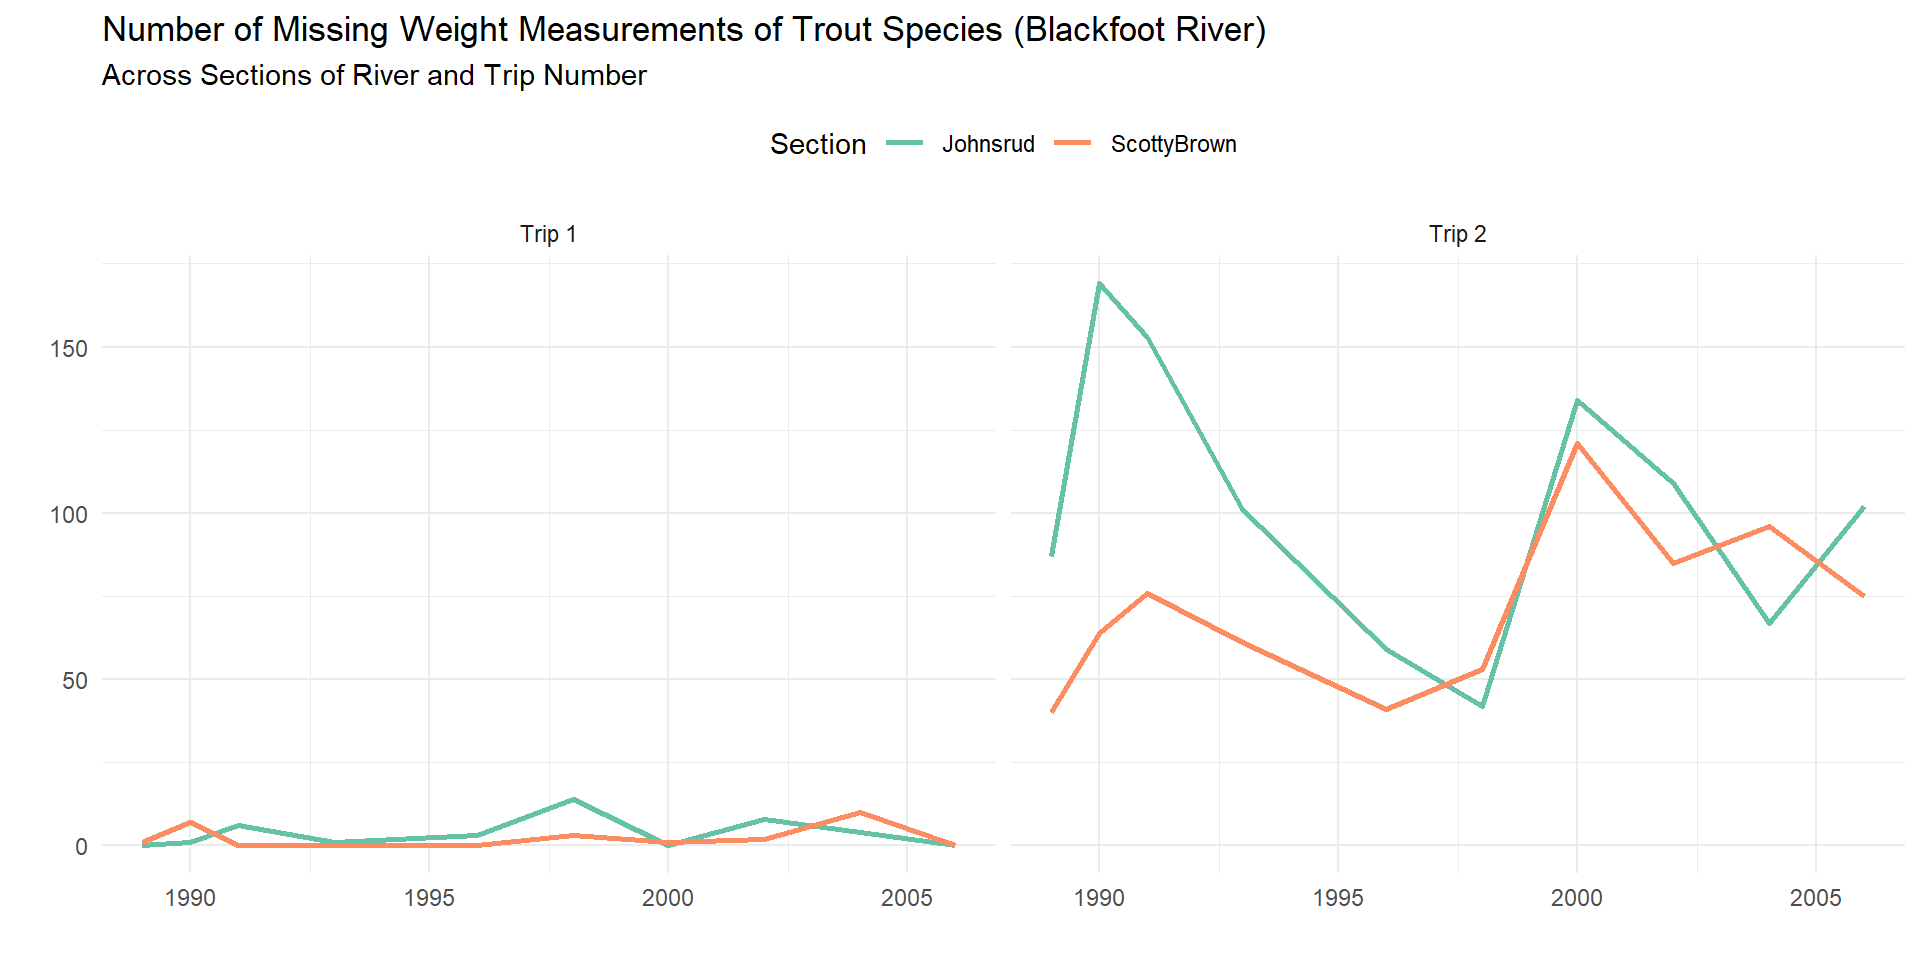 Number of Missing Weight Measurements of Trout Species (Blackfoot River)
Across Sections of River and Trip Number
Section Johnsrud ScottyBrown
Trip 1 Trip 2
150
100
50
0
1990 1995 2000 2005 1990 1995 2000 2005